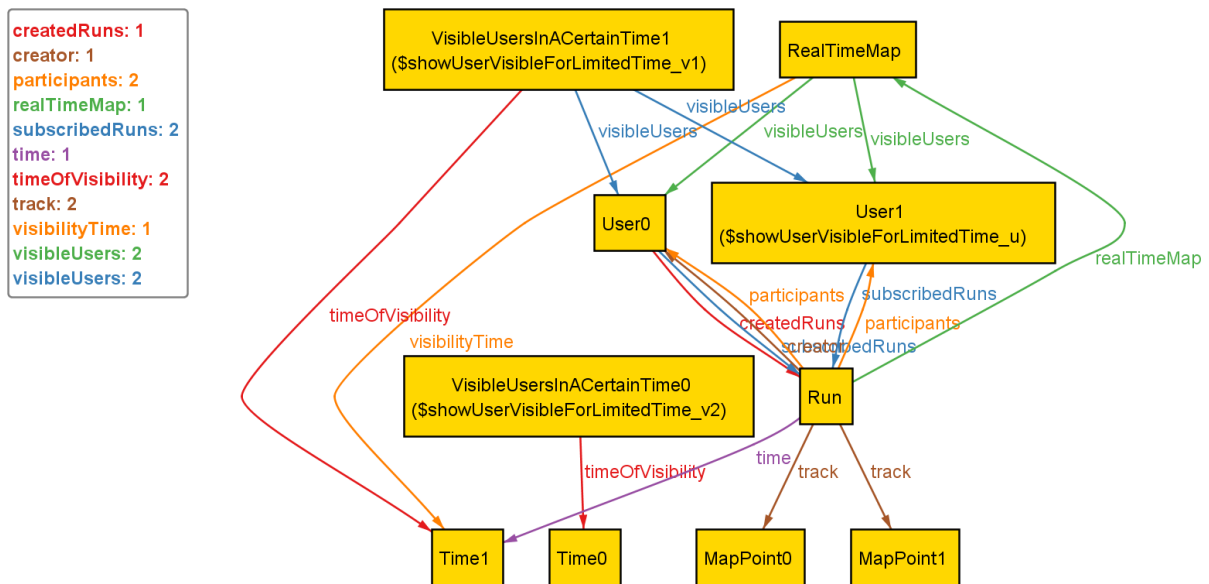 createdRuns: 1
creator: 1
participants: 2
realTimeMap: 1
subscribedRuns: 2
time: 1
timeOfVisibility: 2
track: 2
visibilityTime: 1
visibleUsers: 2
visibleUsers: 2
VisibleUsersInACertainTime1
($showUserVisibleForLimitedTime_v1)
RealTimeMap
visibleUsers
visibleUsers
visibleUsers
visibleUsers
User0
User1
($showUserVisibleForLimitedTime_u)
realTimeMap
participants
subscribedRuns
timeOfVisibility
createdRuns
participants
visibilityTime
creator
subscribedRuns
VisibleUsersInACertainTime0
($showUserVisibleForLimitedTime_v2)
Run
time
timeOfVisibility
track
track
Time1
Time0
MapPoint0
MapPoint1